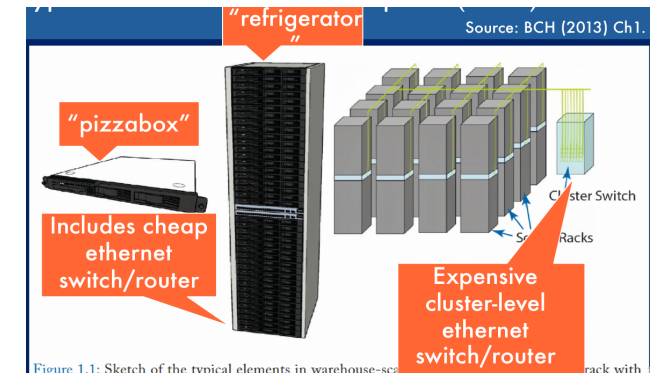 "refrigerator
"
Source: BCH (2013) Ch1.
"pizzabox"
Includes cheap
ethernet
switch/router
Cluster Switch
Racks
Expensive
cluster-level
ethernet
switch/router
Figure 1.1: Sketch of the typical elements in warehouse-sca
rack with